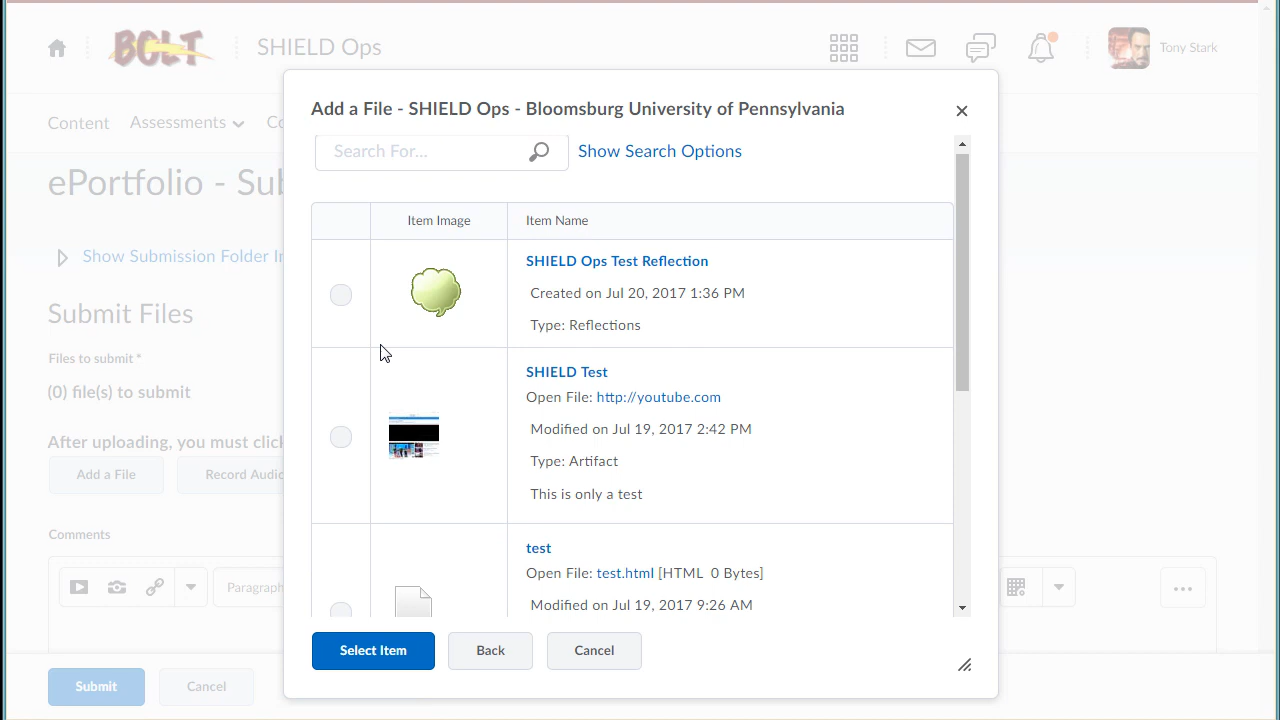 BOLT
SHIELD Ops
Tony Stark
Content
Assessments
Co
ePortfolio - Sub
Show Submission Folder In
Submit Files
Files to submit *
(0) file(s) to submit
After uploading, you must click
Add a File
Record Audio
Comments
Paragraph
Submit
Cancel
Add a File - SHIELD Ops - Bloomsburg University of Pennsylvania
Search For...
Show Search Options
Item Image
Item Name
SHIELD Ops Test Reflection
Created on Jul 20, 2017 1:36 PM
Type: Reflections
SHIELD Test
Open File: http://youtube.com
Modified on Jul 19, 2017 2:42 PM
Type: Artifact
This is only a test
test
Open File: test.html [HTML 0 Bytes]
Modified on Jul 19, 2017 9:26 AM
Select Item
Back
Cancel